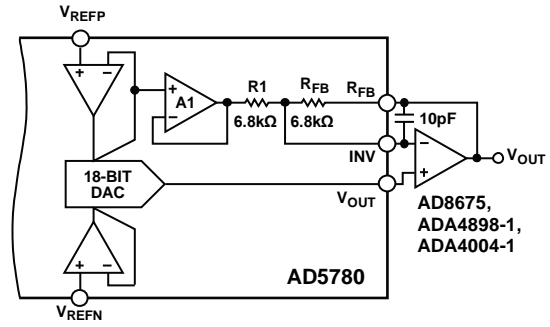 VREFP
+ −
+
A1
−
R1
6.8kΩ
RFB
6.8kΩ
RFB
10pF
INV
−
+
VOUT
18-BIT
DAC
VOUT
AD8675,
ADA4898-1,
ADA4004-1
+ −
AD5780
VREFN